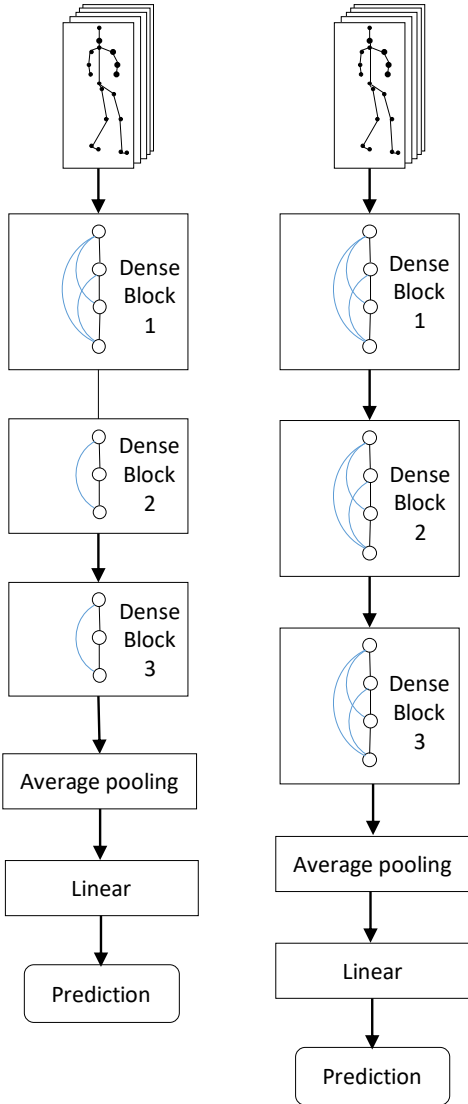 Dense
Block
1
Dense
Block
2
Dense
Block
3
Average pooling
Linear
Prediction
Dense
Block
1
Dense
Block
2
Dense
Block
3
Average pooling
Linear
Prediction